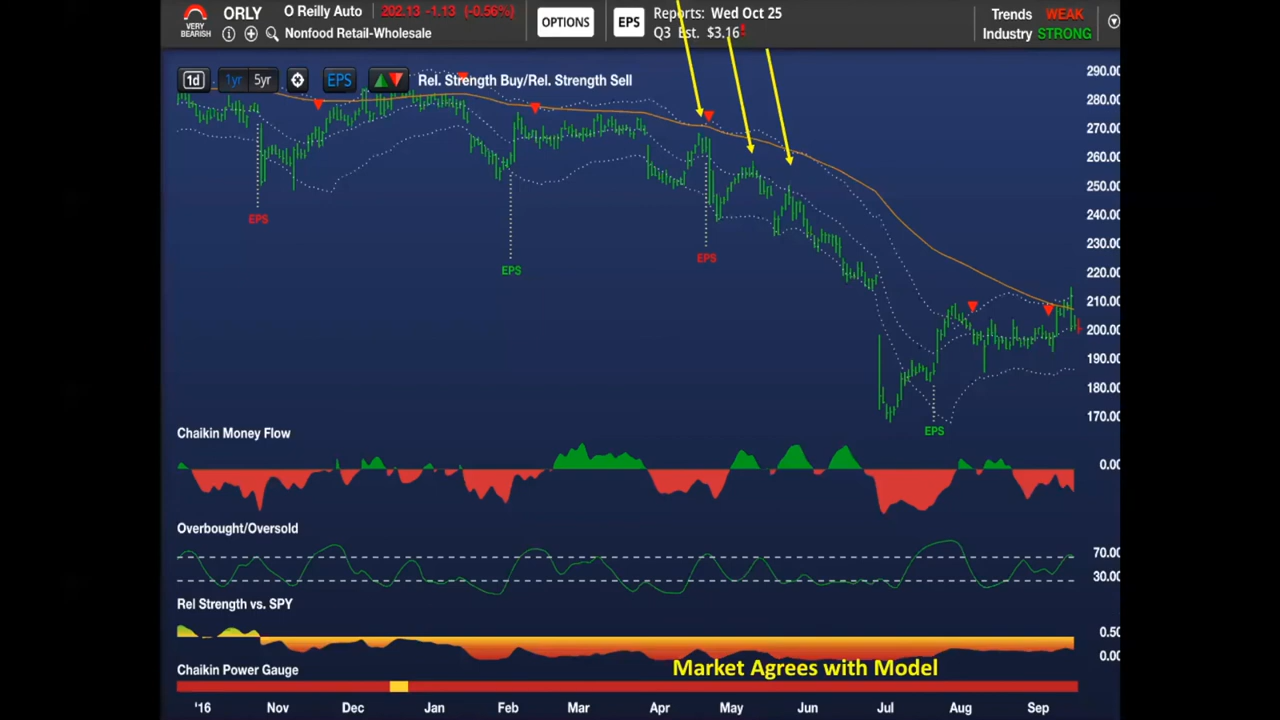 VERY
BEARISH
ORLY
O Reilly Auto
202.13 -1.13 (-0.56%)
Nonfood Retail-Wholesale
OPTIONS
EPS
Reports: Wed Oct 25
Q3 Est. $3.16
Trends WEAK
Industry STRONG
1d
1yr
5yr
EPS
Rel. Strength Buy/Rel. Strength Sell
290.00
280.00
270.00
260.00
250.00
240.00
230.00
220.00
210.00
200.00
190.00
180.00
170.00
EPS
EPS
EPS
EPS
Chaikin Money Flow
0.00
Overbought/Oversold
70.00
30.00
Rel Strength vs. SPY
0.50
0.00
Market Agrees with Model
Chaikin Power Gauge
'16 Nov Dec Jan Feb Mar Apr May Jun Jul Aug Sep